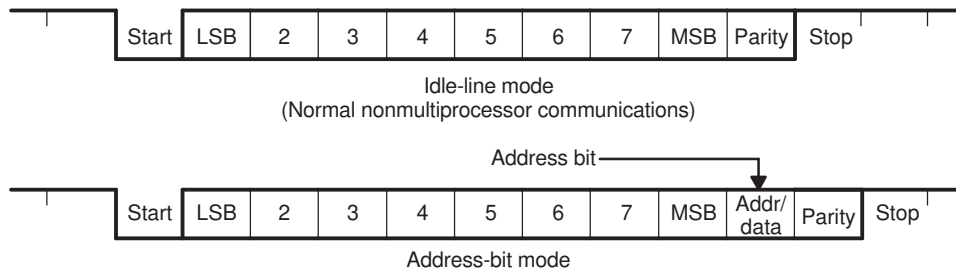 Start LSB 2 3 4 5 6 7 MSB Parity Stop
Idle-line mode
(Normal nonmultiprocessor communications)
Address bit
Start LSB 2 3 4 5 6 7 MSB Addr/ data Parity Stop
Address-bit mode